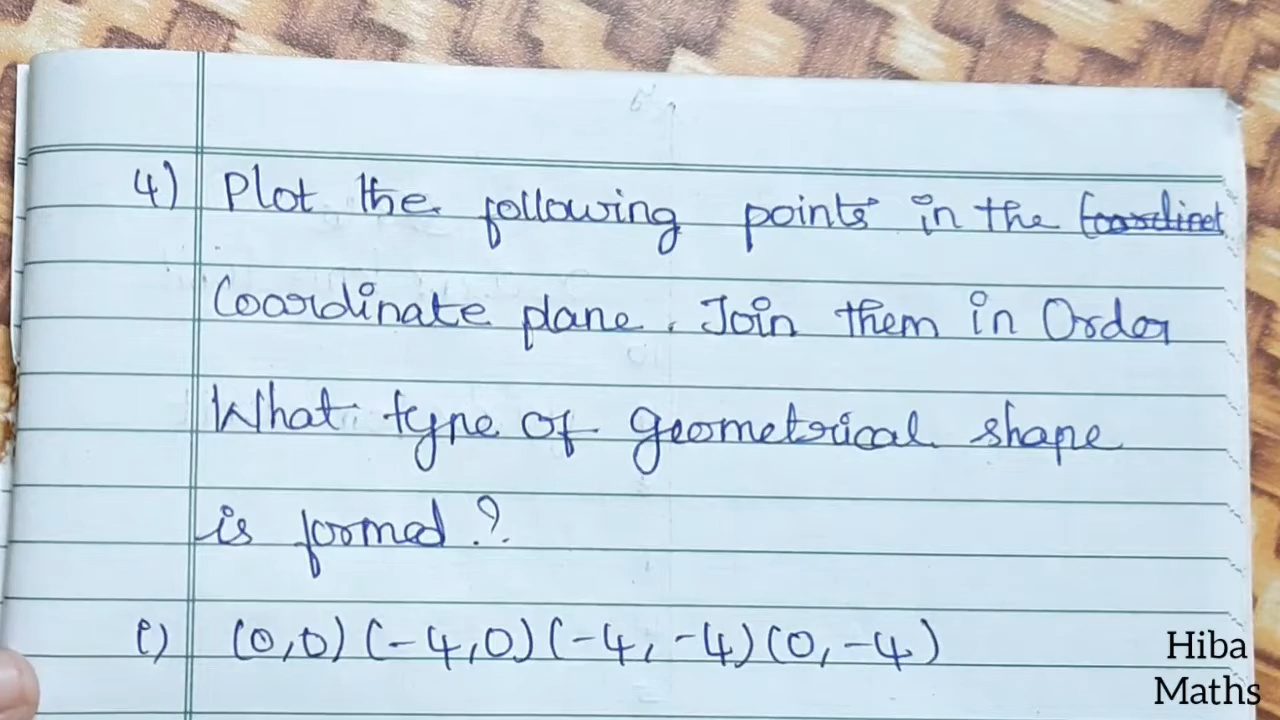 4) Plot the following points in the
Coordinate plane. Join them in Order
What type of geometrical shape
is formed?
(0,0) (-4,0) (-4, -4) (0, -4)
Hiba
Maths